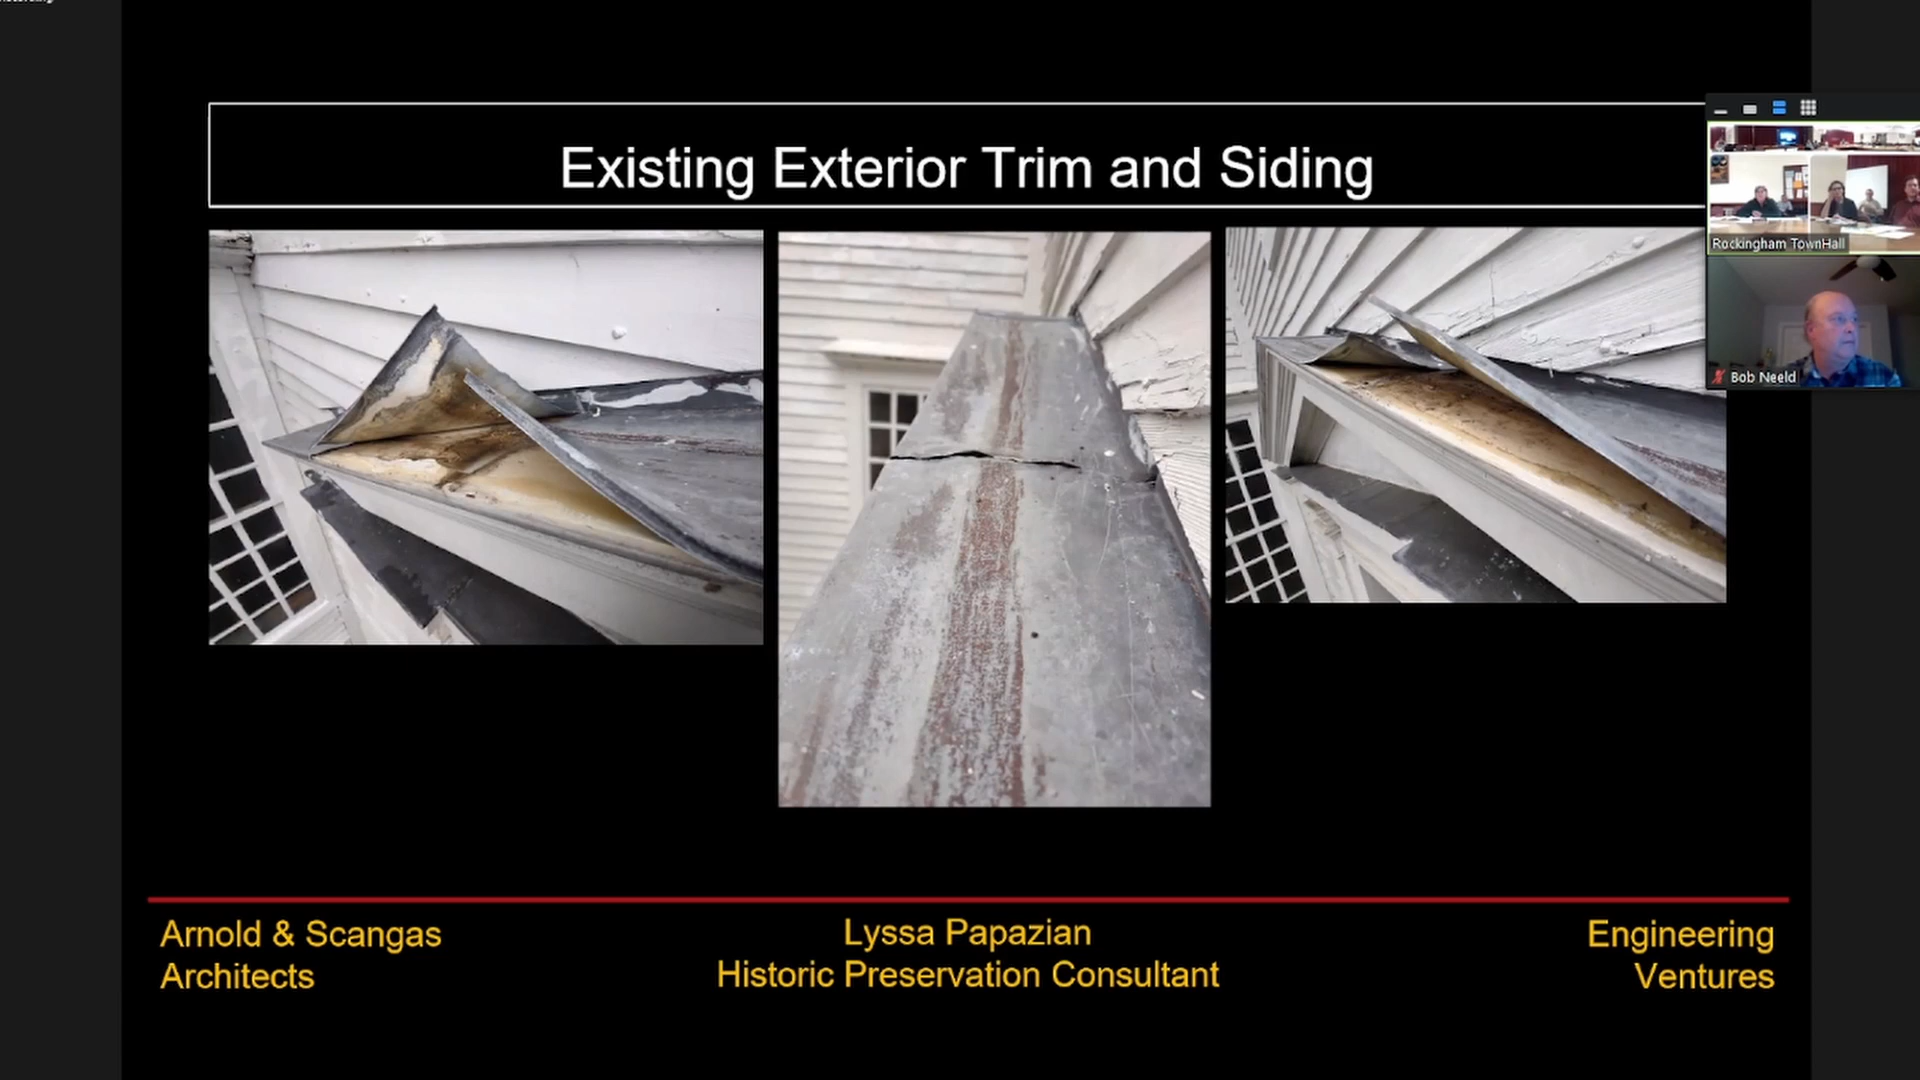 Existing Exterior Trim and Siding
Rockingham TownHall
Bob Neeld
Arnold & Scangas
Architects
Lyssa Papazian
Historic Preservation Consultant
Engineering
Ventures